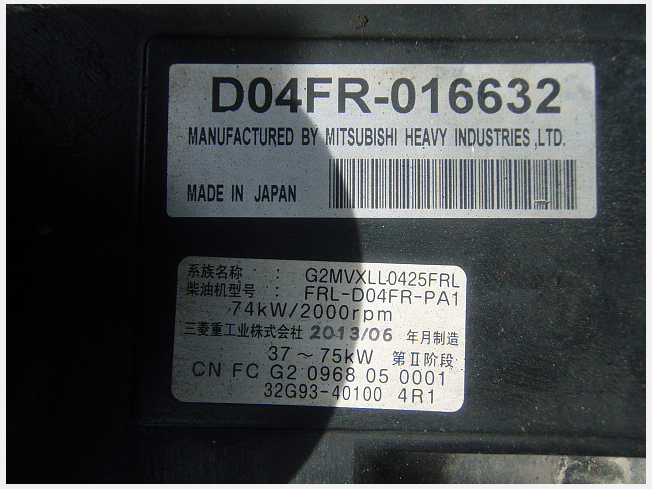 D04FR-016632
MANUFACTURED BY MITSUBISHI HEAVY INDUSTRIES ,LTD.
MADE IN JAPAN
系族名称 : G2MVXLL0425FRL
柴油机型号 : FRL-D04FR-PA1
74kW/2000rpm
三菱重工业株式会社 2013/06 年月制造
37～75kW 第Ⅱ阶段
CN FC G2 0968 05 0001
32G93-40100 4R1